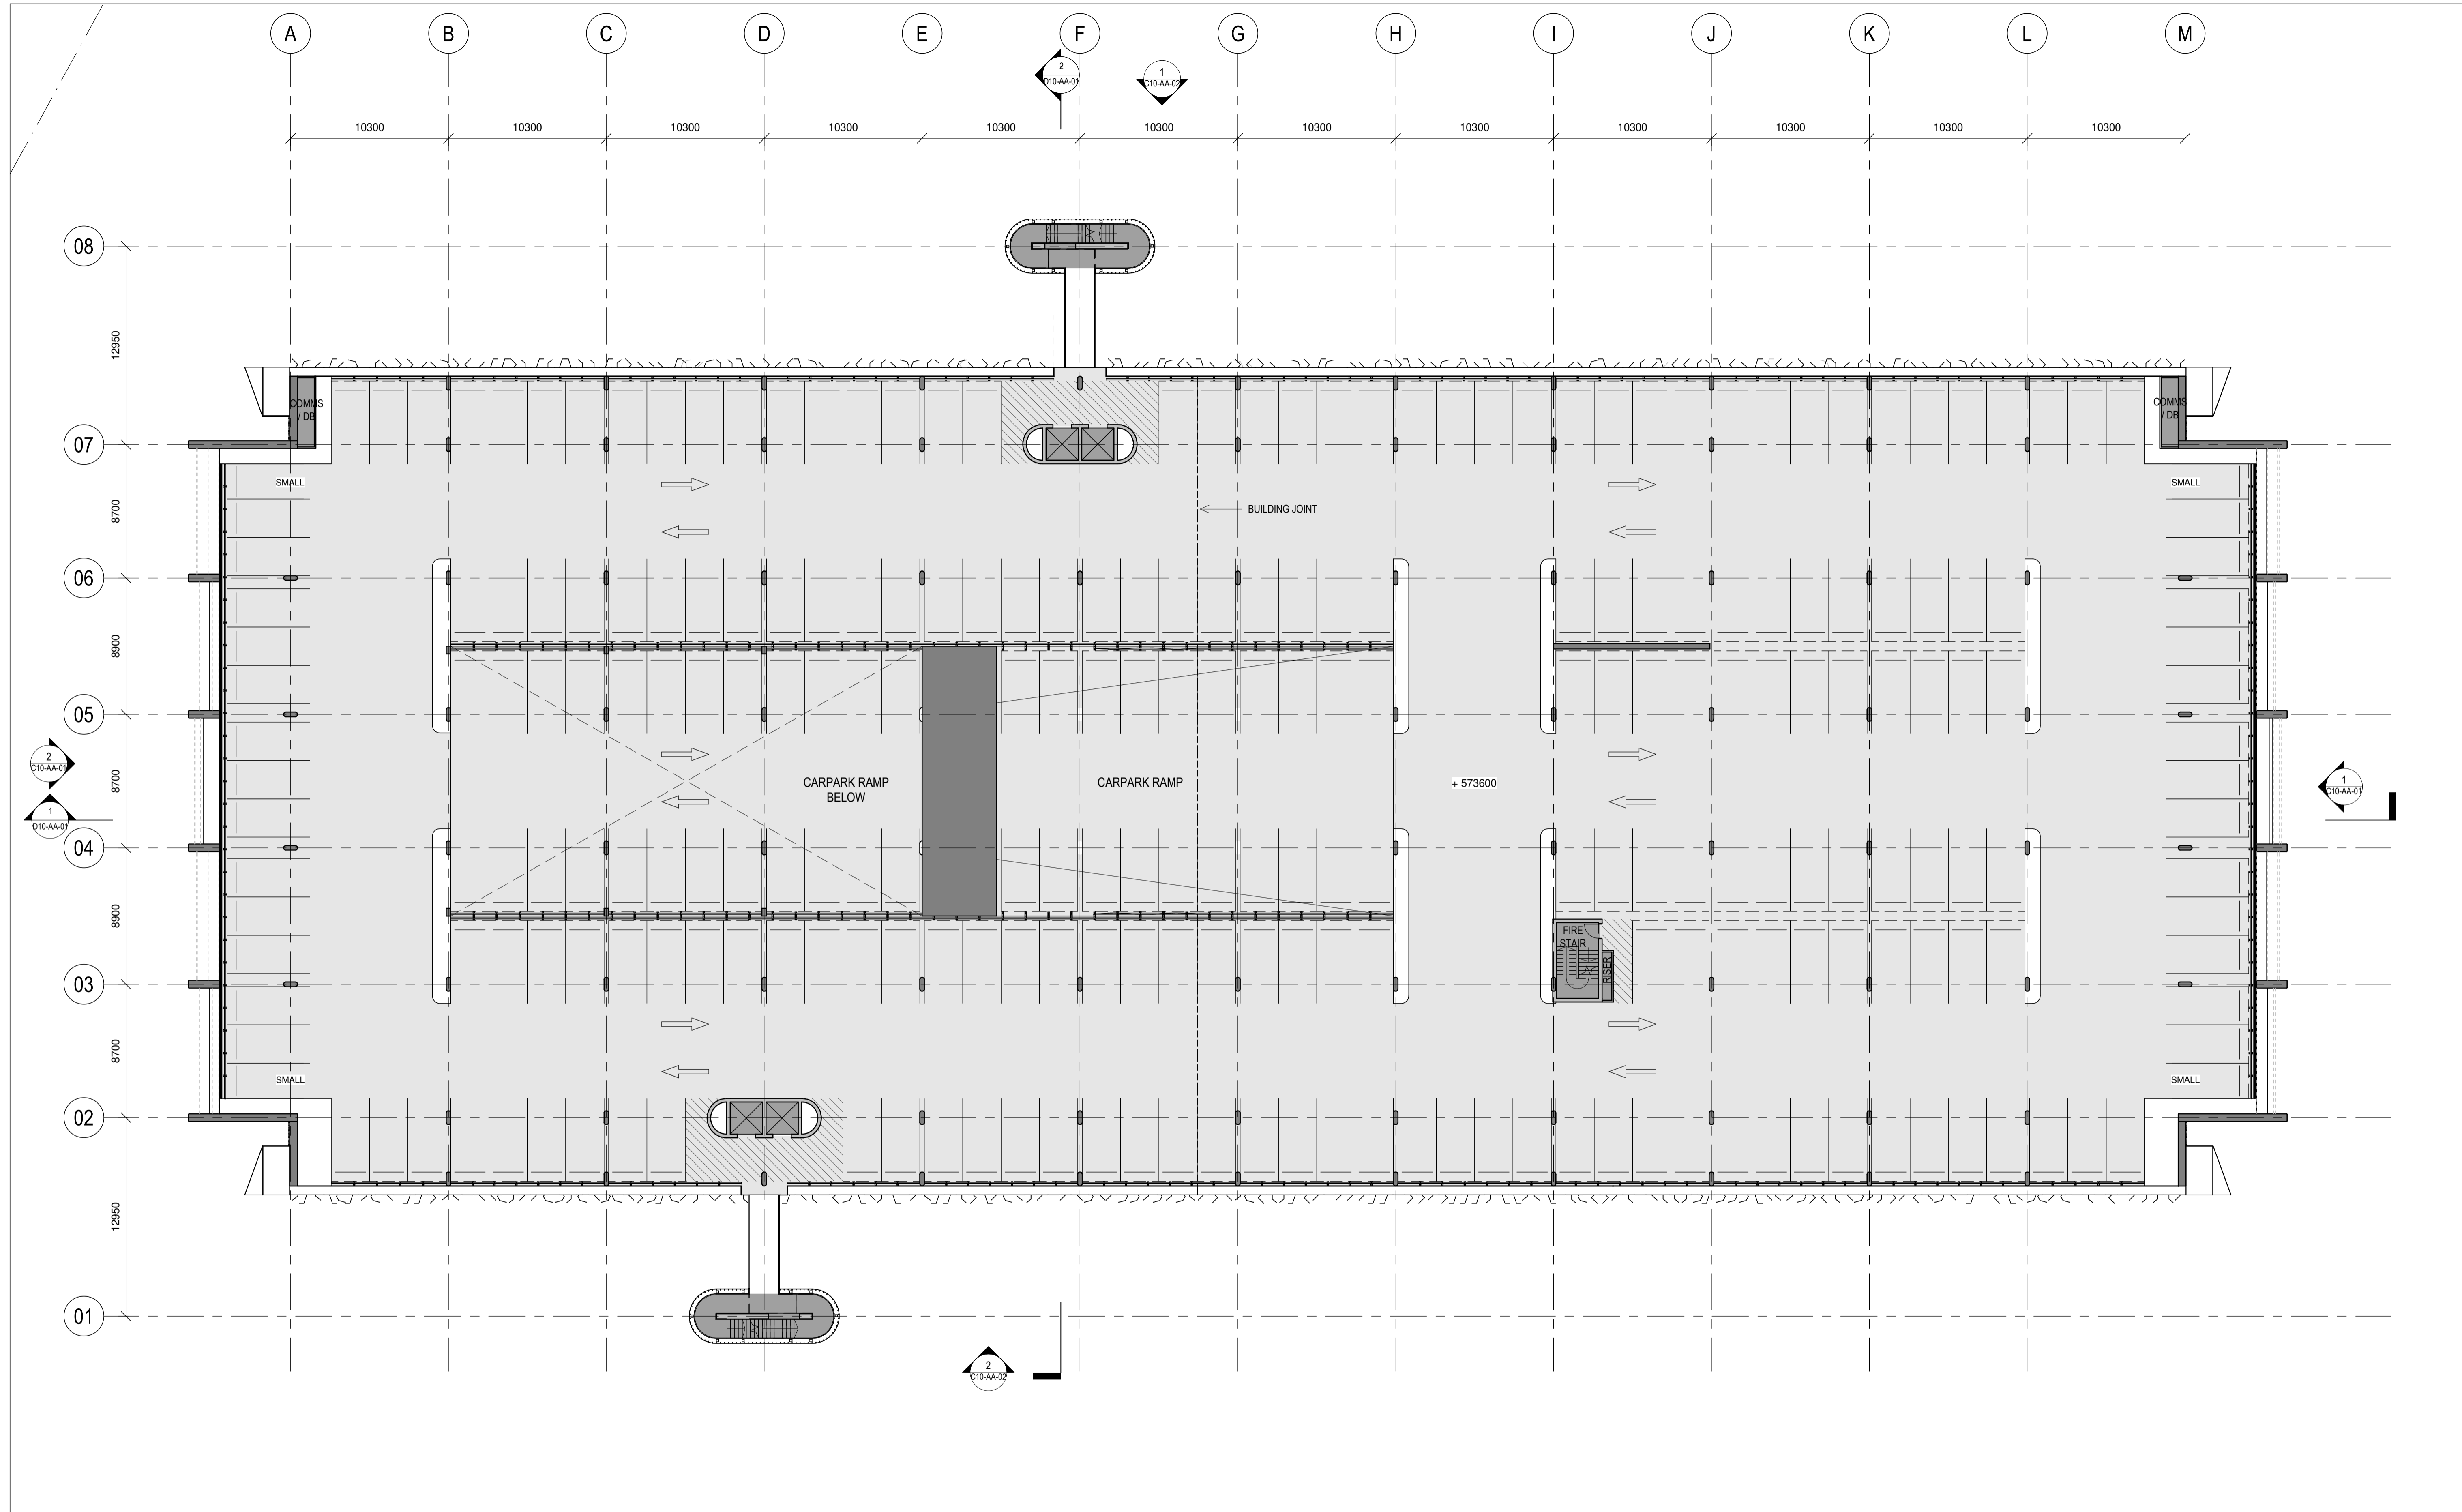 A B C D E F G H I J K L M
2
D10-AA-01
1
C10-AA-02
10300 10300 10300 10300 10300 10300 10300 10300 10300 10300 10300 10300
08
12950
COMMS
/ DB
COMMS
/ DB
07
SMALL
SMALL
8700
BUILDING JOINT
06
8900
05
2
C10-AA-01
8700
CARPARK RAMP
BELOW
CARPARK RAMP
+ 573600
1
C10-AA-01
1
D10-AA-01
04
8900
FIRE
STAIR
RISER
03
8700
SMALL
SMALL
02
12950
01
2
C10-AA-02